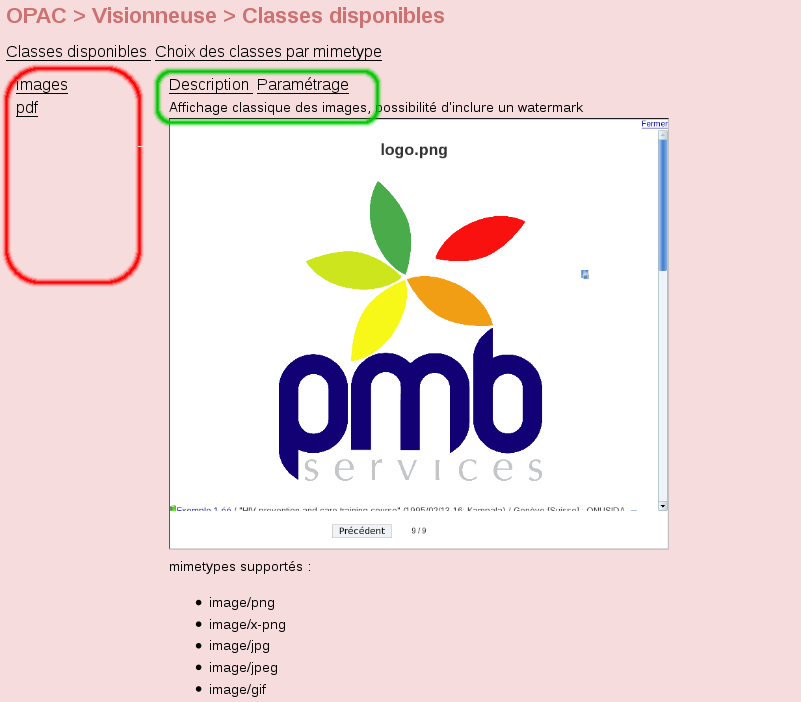 OPAC > Visionneuse > Classes disponibles
Classes disponibles Choix des classes par mimetype
images
pdf
Description Paramétrage
Affichage classique des images, possibilité d'inclure un watermark
Fermer
logo.png
pmb
services
Exemple 1.66 / "HIV prevention and care training course" (1995/02/13-16; Kampala) / Genève [Suisse] : ONUSIDA
Précédent 9 / 9
mimetypes supportés :
image/png
image/x-png
image/jpg
image/jpeg
image/gif